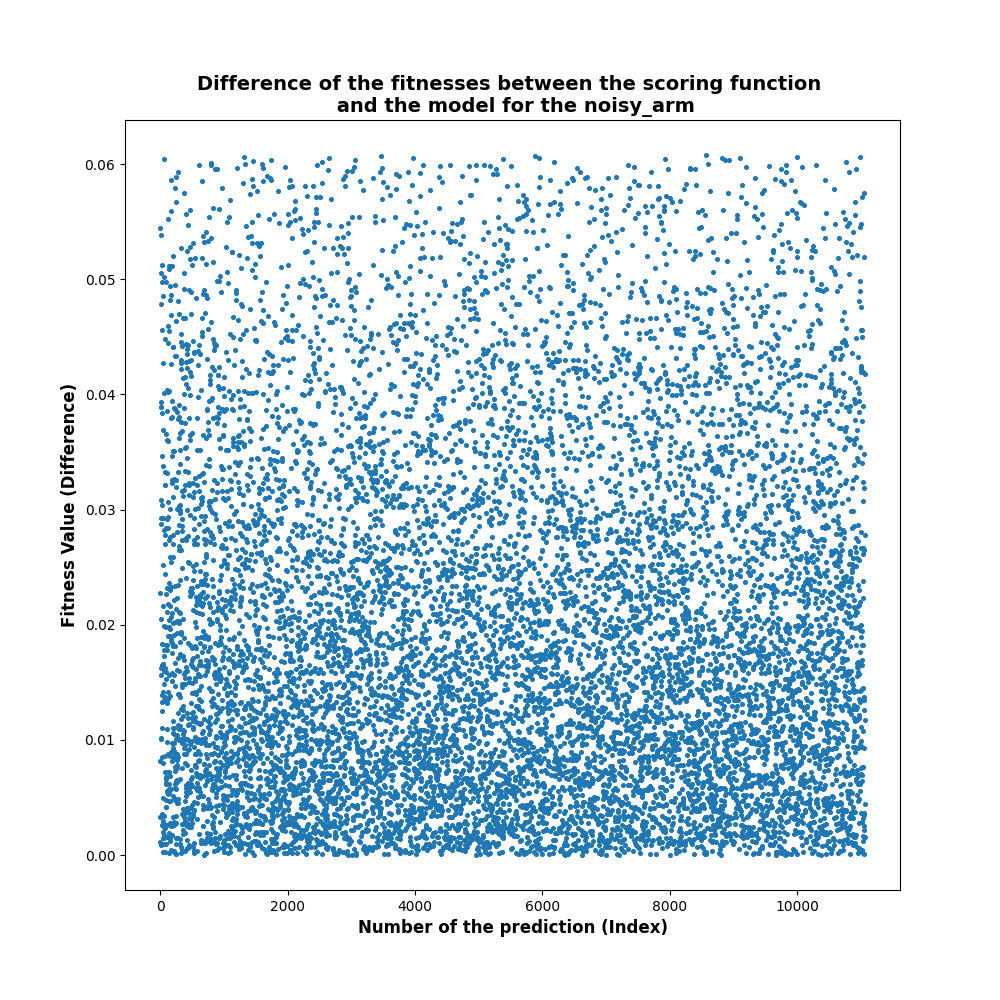 Difference of the fitnesses between the scoring function
and the model for the noisy_arm
0.06
0.05
0.04
0.03
0.02
0.01
0.00
Fitness Value (Difference)
0 2000 4000 6000 8000 10000
Number of the prediction (Index)